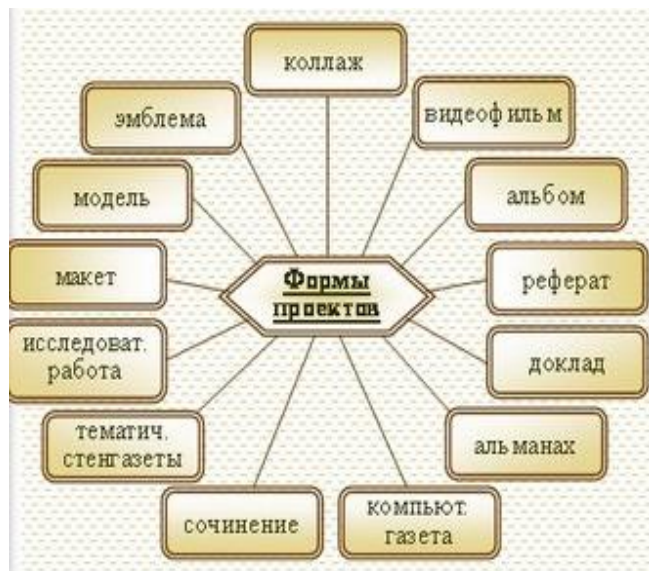 коллаж
эмблема
видеофильм
модель
альбом
Формы
проектов
макет
реферат
исследоват.
работа
доклад
тематич.
стенгазеты
альманах
сочинение
компьют.
газета